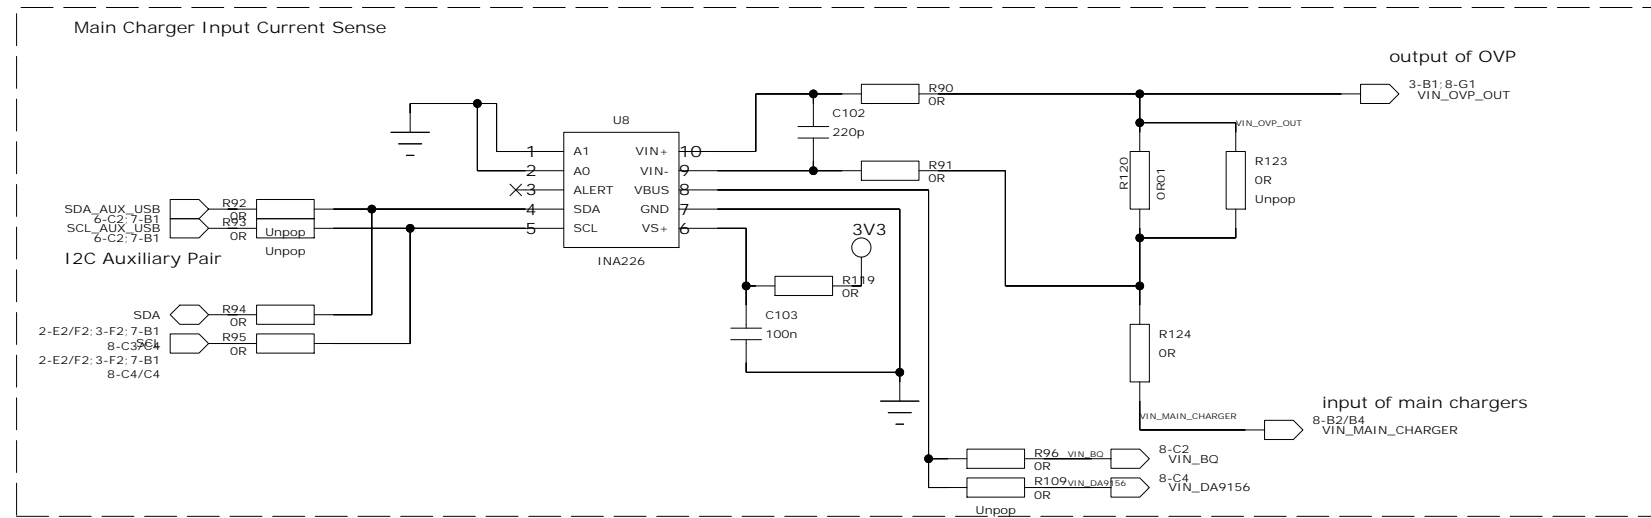 Main Charger Input Current Sense
output of OVP
3-B1;8-G1
VIN_OVP_OUT
R90
0R
C102
220p
U8
VIN_OVP_OUT
1
A1
VIN+
10
2
A0
VIN-
9
3
ALERT
VBUS
8
4
SDA
GND
7
5
SCL
VS+
6
INA226
R91
R120
0R01
R123
0R
Unpop
SDA_AUX_USB
6-C2;7-B1
R92
0R
SCL_AUX_USB
6-C2;7-B1
R93
0R
Unpop
Unpop
I2C Auxiliary Pair
3V3
R119
0R
C103
100n
SDA
2-E2/F2;3-F2;7-B1
8-C3/C4
R94
0R
SCL
2-E2/F2;3-F2;7-B1
8-C4/C4
R95
0R
R124
0R
input of main chargers
VIN_MAIN_CHARGER
8-B2/B4
VIN_MAIN_CHARGER
R96
0R
VIN_BQ
8-C2
VIN_BQ
R109
0R
VIN_DA9156
8-C4
VIN_DA9156
Unpop